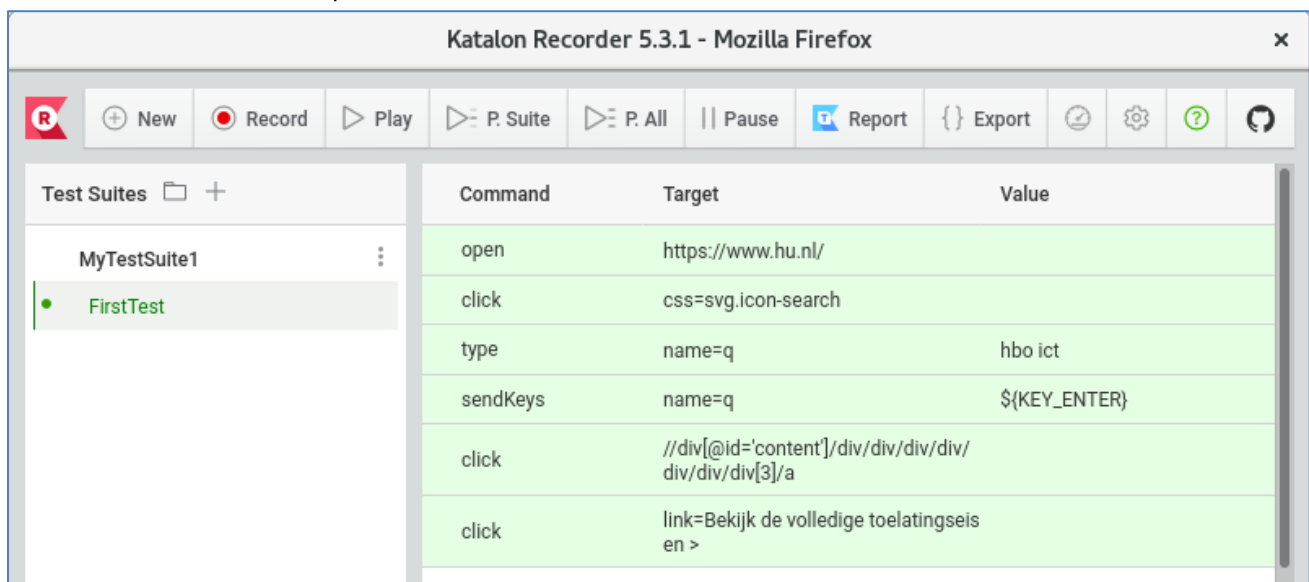 Katalon Recorder 5.3.1 - Mozilla Firefox ×
R New Record Play P. Suite P. All Pause Report { } Export ?
Test Suites +
Command Target Value
MyTestSuite1
FirstTest
open https://www.hu.nl/
click css=svg.icon-search
type name=q hbo ict
sendKeys name=q ${KEY_ENTER}
click //div[@id='content']/div/div/div/div/
div/div/div[3]/a
click link=Bekijk de volledige toelatingseis
en >